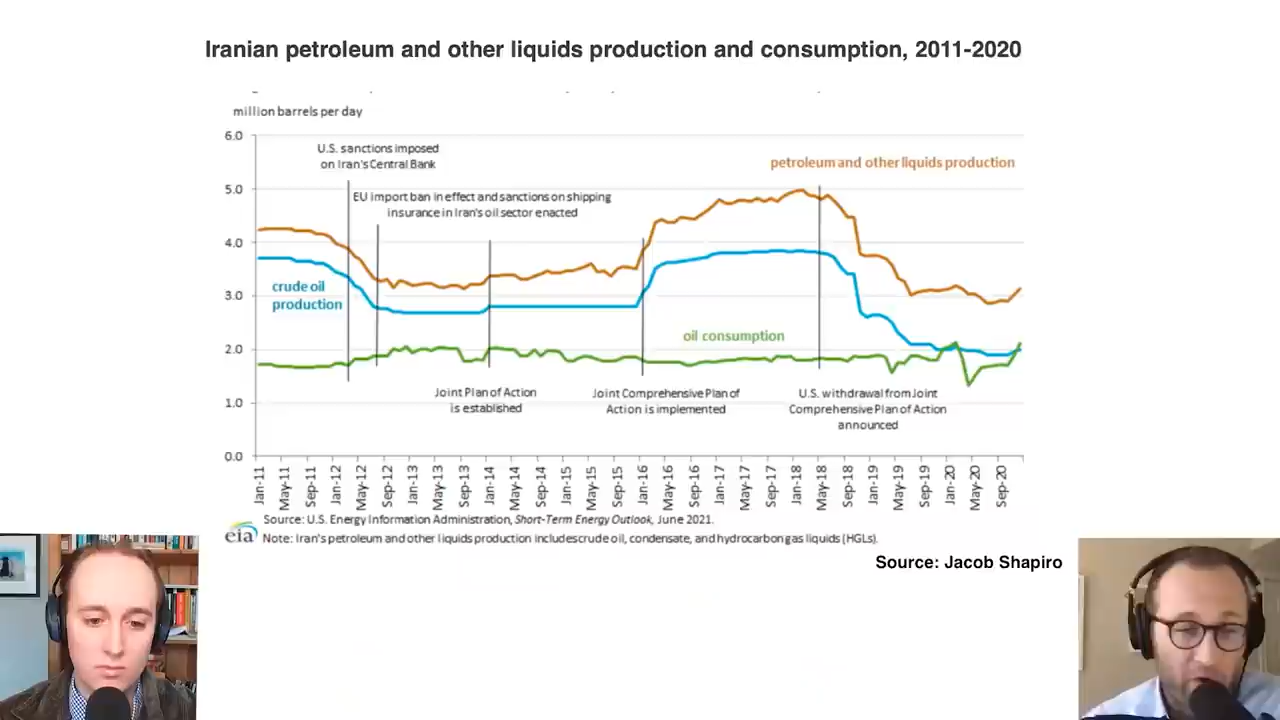 Iranian petroleum and other liquids production and consumption, 2011-2020
million barrels per day
6.0
5.0
4.0
3.0
2.0
1.0
0.0
U.S. sanctions imposed
on Iran's Central Bank
EU import ban in effect and sanctions on shipping
insurance in Iran's oil sector enacted
petroleum and other liquids production
crude oil
production
oil consumption
Joint Plan of Action
is established
Joint Comprehensive Plan of
Action is implemented
U.S. withdrawal from Joint
Comprehensive Plan of Action
announced
Jan-11
May-11
Sep-11
Jan-12
May-12
Sep-12
Jan-13
May-13
Sep-13
Jan-14
May-14
Sep-14
Jan-15
May-15
Sep-15
Jan-16
May-16
Sep-16
Jan-17
May-17
Sep-17
Jan-18
May-18
Sep-18
Jan-19
May-19
Sep-19
Jan-20
May-20
Sep-20
Source: U.S. Energy Information Administration, Short-Term Energy Outlook, June 2021.
eia
Note: Iran's petroleum and other liquids production includes crude oil, condensate, and hydrocarbon gas liquids (HGLs).
Source: Jacob Shapiro